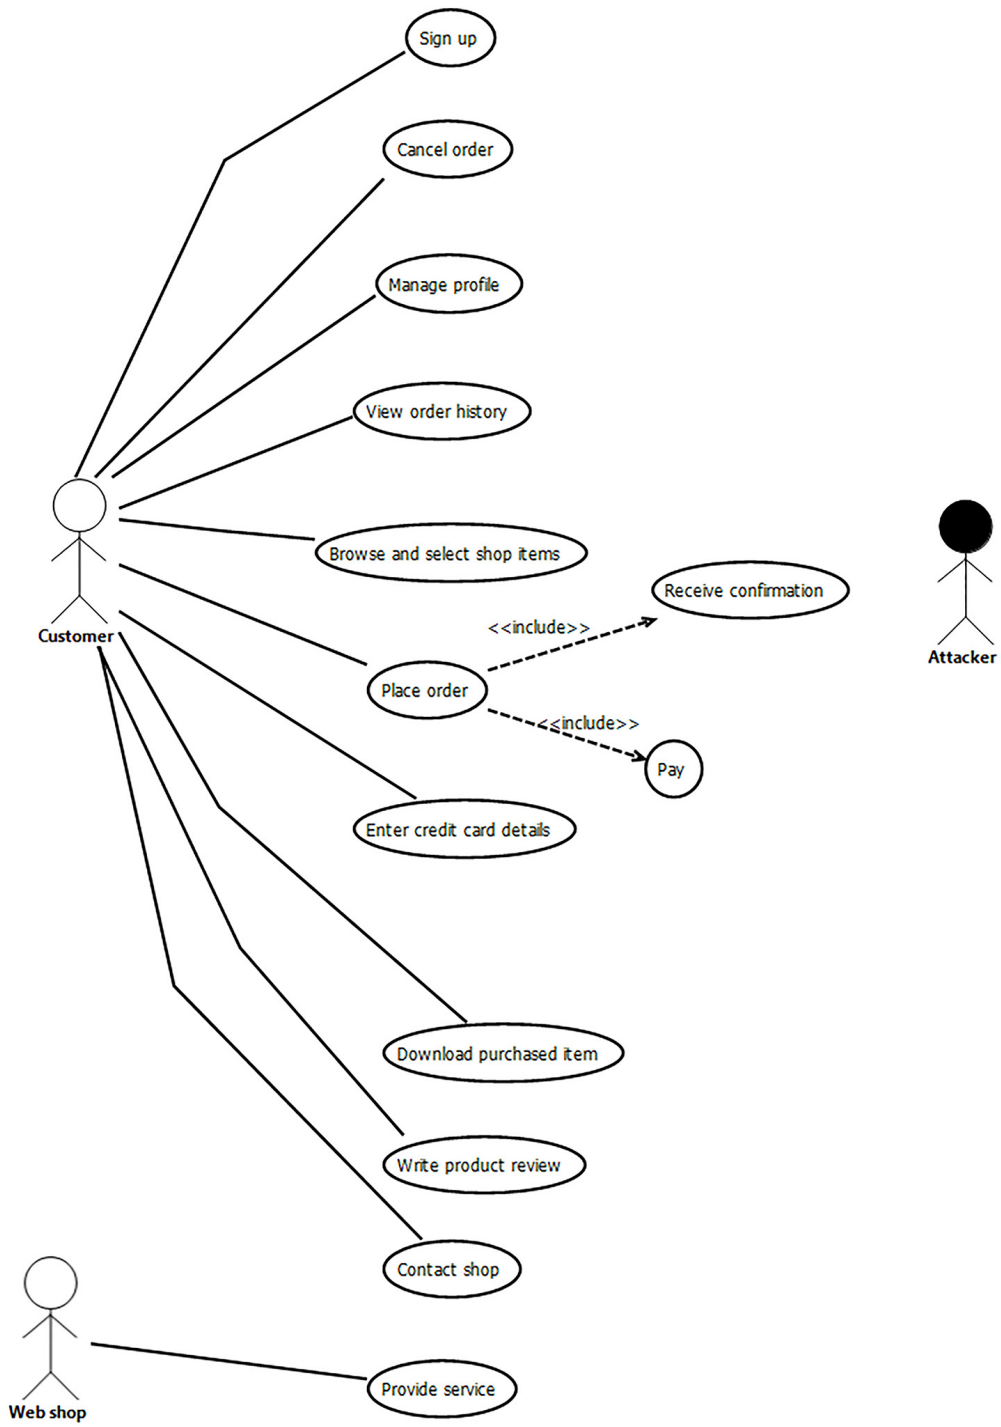 Sign up
Cancel order
Manage profile
View order history
Browse and select shop items
Receive confirmation
<<include>>
Customer
Attacker
Place order
<<include>>
Pay
Enter credit card details
Download purchased item
Write product review
Contact shop
Provide service
Web shop